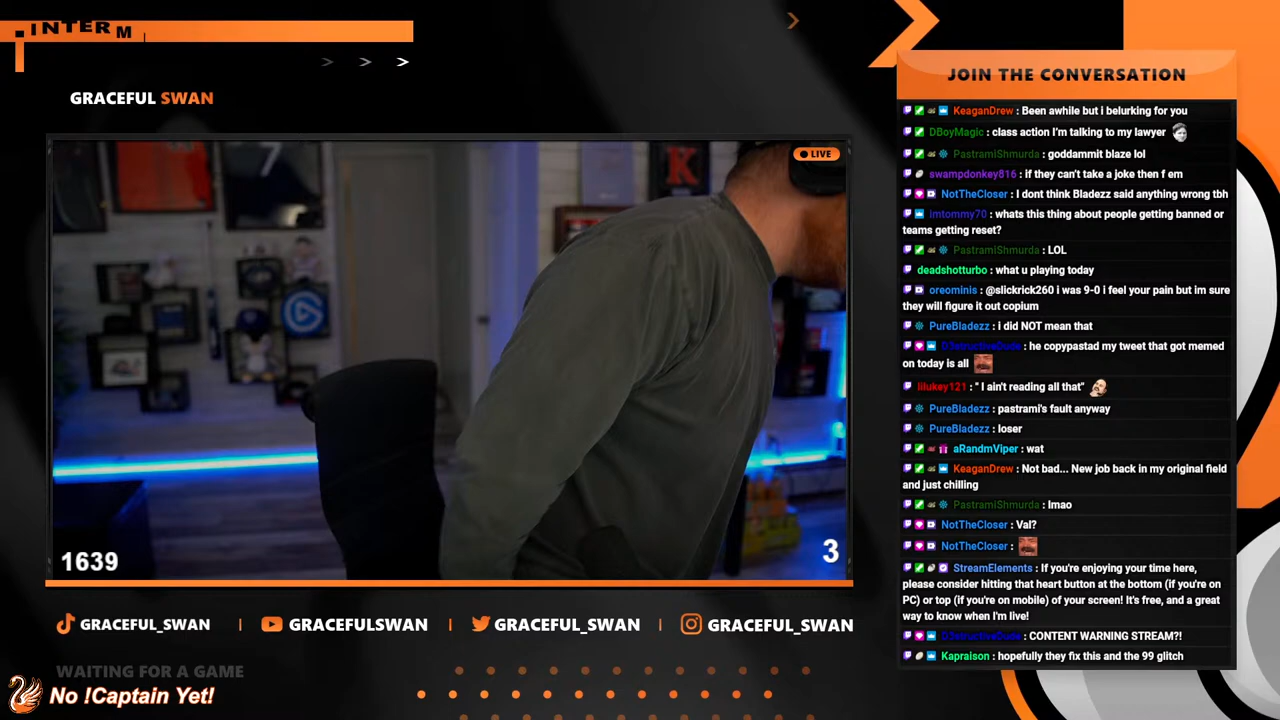 INTERM
GRACEFUL SWAN
LIVE
1639
3
GRACEFUL_SWAN | GRACEFULSWAN | GRACEFUL_SWAN | GRACEFUL_SWAN
WAITING FOR A GAME
No !Captain Yet!
JOIN THE CONVERSATION
KeaganDrew : Been awhile but i belurking for you
DBoyMagic : class action I'm talking to my lawyer
PastramiShmurda : goddammit blaze lol
swampdonkey816 : if they can't take a joke then f em
NotTheCloser : I dont think Bladezz said anything wrong tbh
imtommy70 : whats this thing about people getting banned or
teams getting reset?
PastramiShmurda : LOL
deadshotturbo : what u playing today
oreominis : @slickrick260 i was 9-0 i feel your pain but im sure
they will figure it out copium
PureBladezz : i did NOT mean that
D3structiveDude : he copypastad my tweet that got memed
on today is all
lilukey121 : " I ain't reading all that"
PureBladezz : pastrami's fault anyway
PureBladezz : loser
aRandmViper : wat
KeaganDrew : Not bad... New job back in my original field
and just chilling
PastramiShmurda : lmao
NotTheCloser : Val?
NotTheCloser :
StreamElements : If you're enjoying your time here,
please consider hitting that heart button at the bottom (if you're on
PC) or top (if you're on mobile) of your screen! It's free, and a great
way to know when I'm live!
D3structiveDude : CONTENT WARNING STREAM?!
Kapraison : hopefully they fix this and the 99 glitch